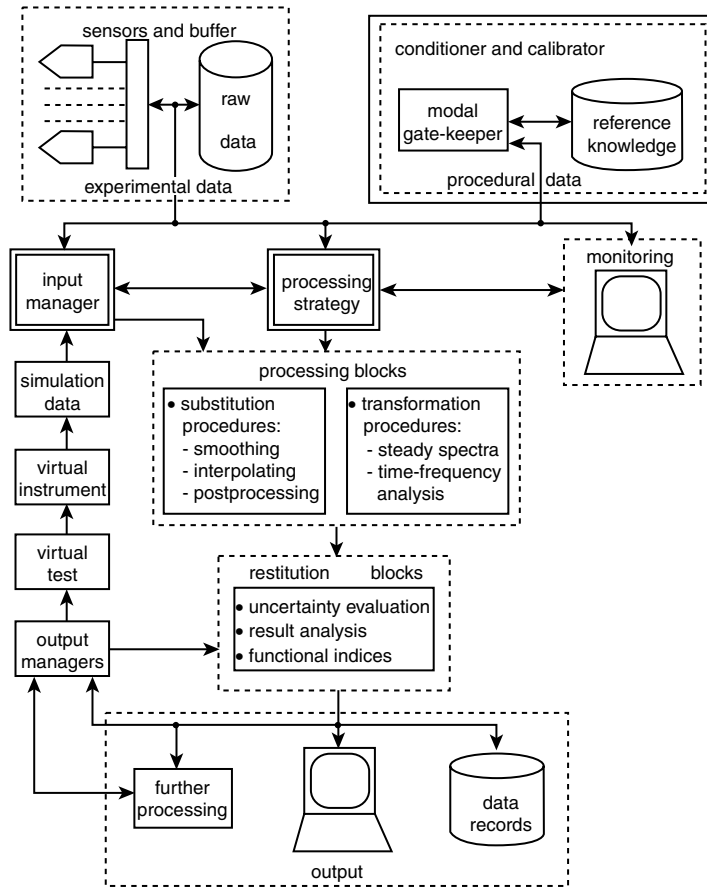 sensors and buffer
raw
data
experimental data
conditioner and calibrator
modal
gate-keeper
reference
knowledge
procedural data
input
manager
processing
strategy
monitoring
simulation
data
virtual
instrument
virtual
test
output
managers
processing blocks
• substitution
procedures:
- smoothing
- interpolating
- postprocessing
• transformation
procedures:
- steady spectra
- time-frequency
analysis
restitution blocks
• uncertainty evaluation
• result analysis
• functional indices
further
processing
data
records
output